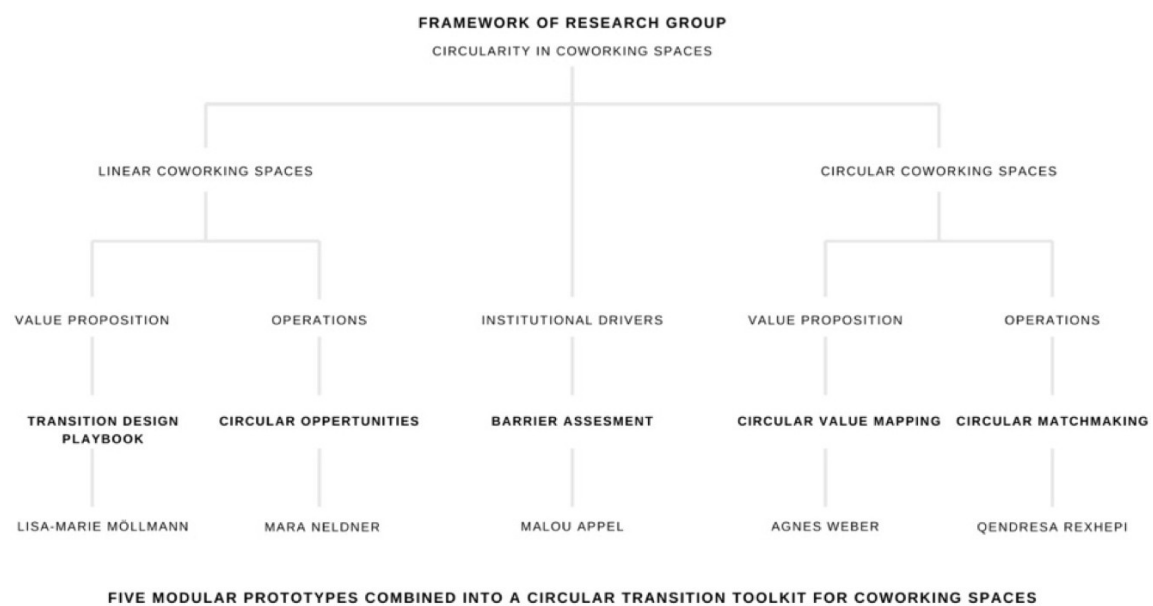 FRAMEWORK OF RESEARCH GROUP
CIRCULARITY IN COWORKING SPACES
LINEAR COWORKING SPACES
CIRCULAR COWORKING SPACES
VALUE PROPOSITION
OPERATIONS
INSTITUTIONAL DRIVERS
VALUE PROPOSITION
OPERATIONS
TRANSITION DESIGN
PLAYBOOK
CIRCULAR OPPERTUNITIES
BARRIER ASSESMENT
CIRCULAR VALUE MAPPING
CIRCULAR MATCHMAKING
LISA-MARIE MÖLLMANN
MARA NELDNER
MALOU APPEL
AGNES WEBER
QENDRESA REXHEPI
FIVE MODULAR PROTOTYPES COMBINED INTO A CIRCULAR TRANSITION TOOLKIT FOR COWORKING SPACES